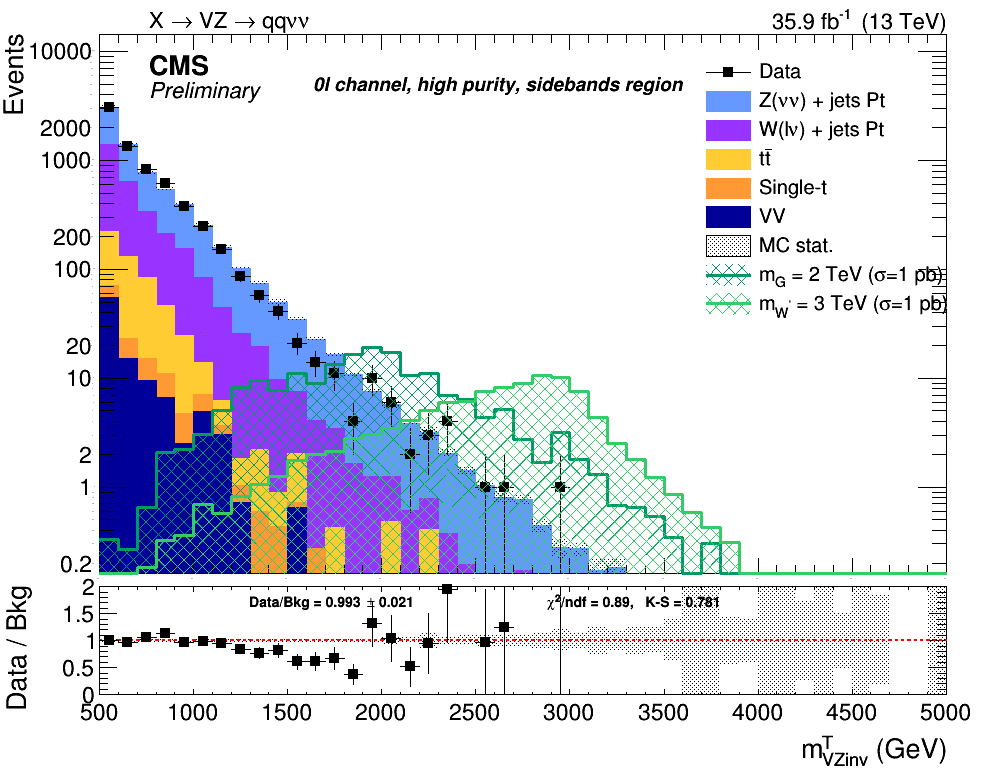 X → VZ → qqνν
35.9 fb⁻¹ (13 TeV)
Events
CMS
Preliminary
0l channel, high purity, sidebands region
Data
Z(νν) + jets Pt
W(lν) + jets Pt
tt̄
Single-t
VV
MC stat.
m_G = 2 TeV (σ=1 pb)
m_W' = 3 TeV (σ=1 pb)
10000
2000
1000
200
100
20
10
2
1
0.2
Data / Bkg
2
1.5
1
0.5
0
Data/Bkg = 0.993 ± 0.021
χ²/ndf = 0.89, K-S = 0.781
500 1000 1500 2000 2500 3000 3500 4000 4500 5000
m^T_VZinv (GeV)